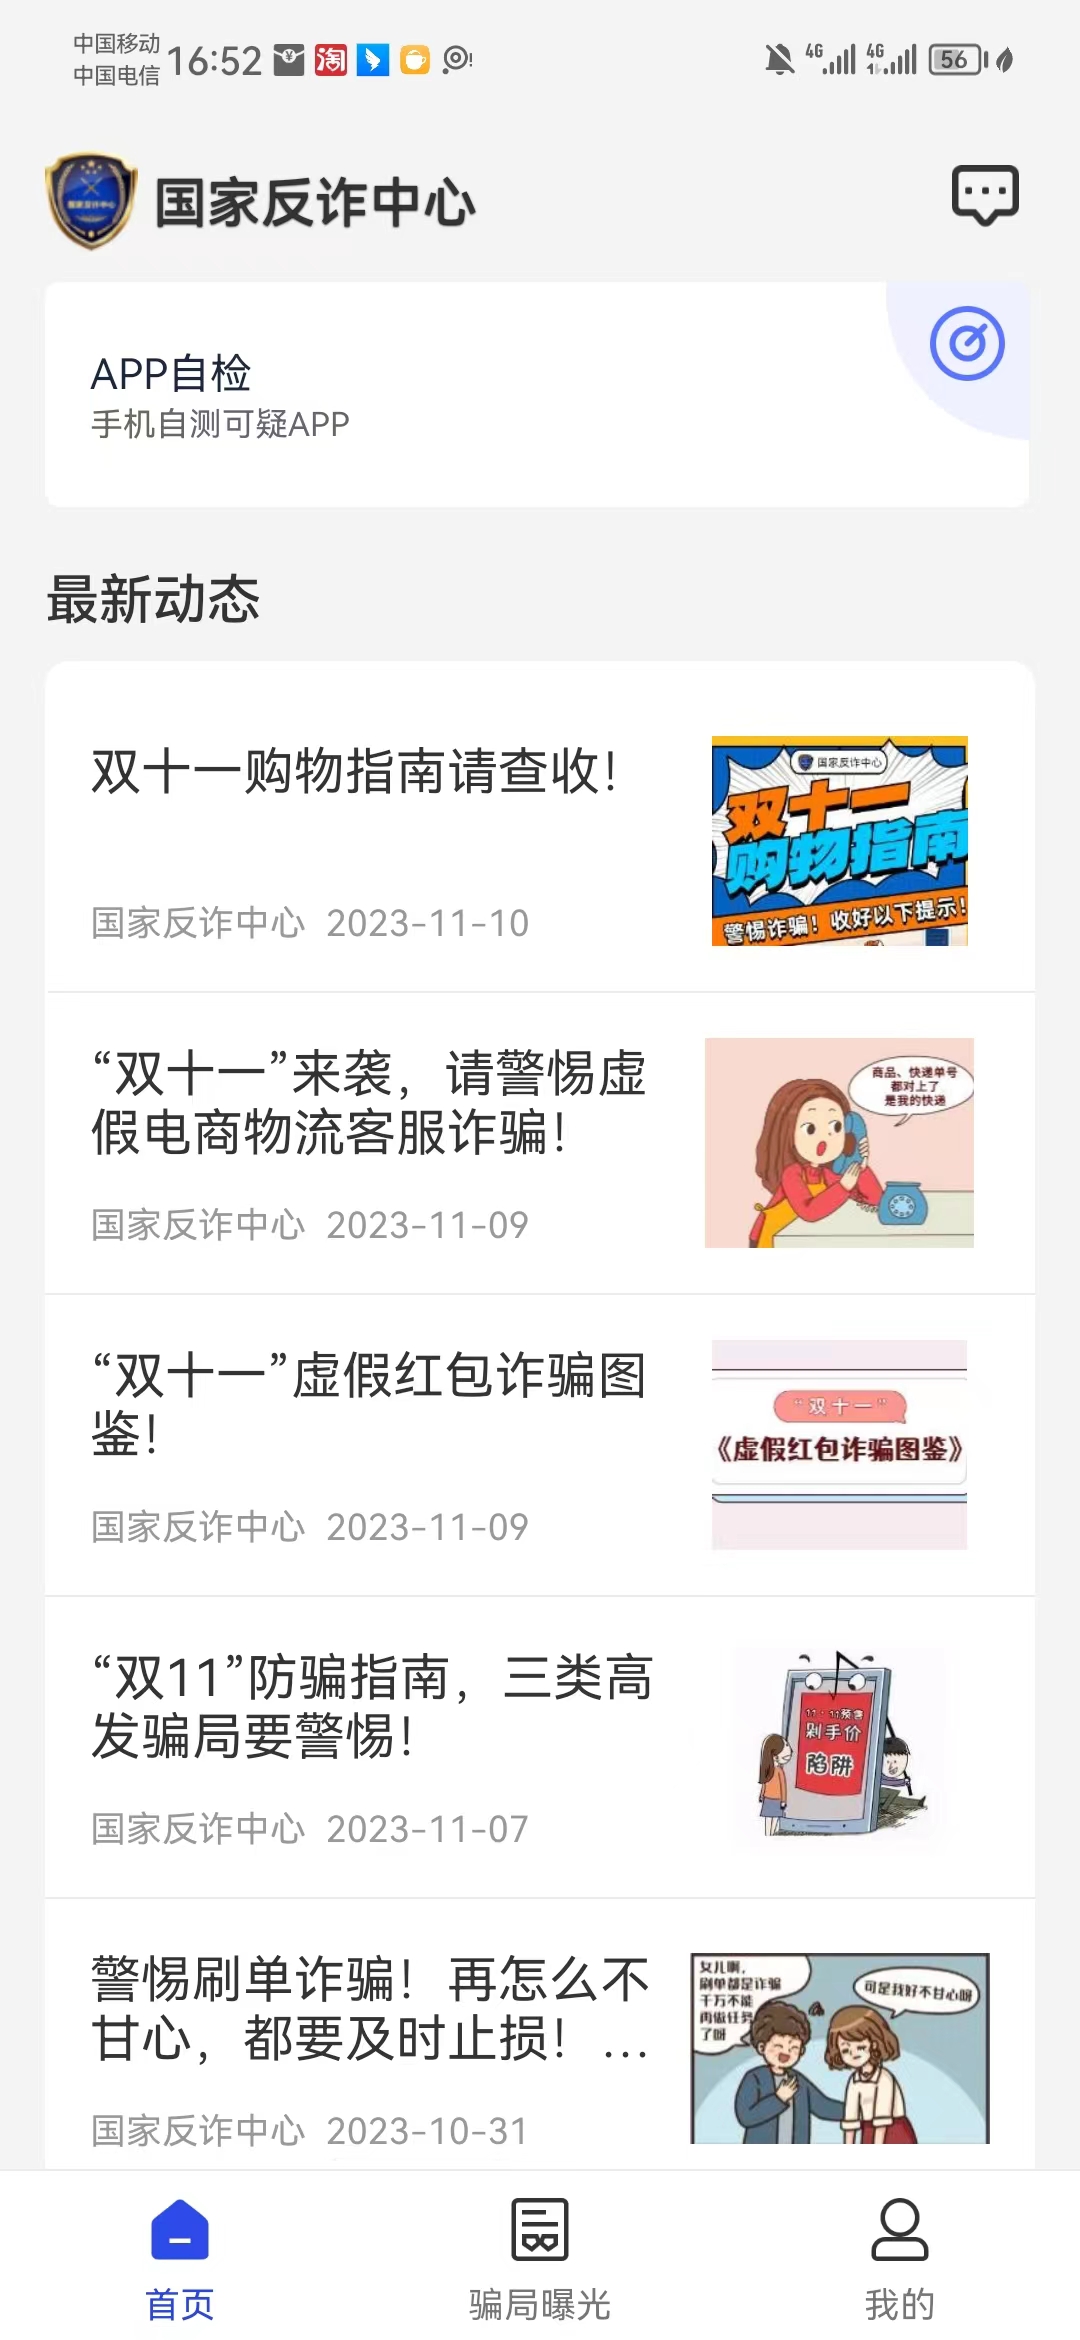 中国移动
中国电信
16:52
淘
4G
4G
56
国家反诈中心
APP自检
手机自测可疑APP
最新动态
双十一购物指南请查收！
国家反诈中心 2023-11-10
国家反诈中心
双十一
购物指南
警惕诈骗！收好以下提示！
“双十一”来袭，请警惕虚
假电商物流客服诈骗！
国家反诈中心 2023-11-09
商品、快递单号
都对上了
是我的快递
“双十一”虚假红包诈骗图
鉴！
国家反诈中心 2023-11-09
“双十一”
《虚假红包诈骗图鉴》
“双11”防骗指南，三类高
发骗局要警惕！
国家反诈中心 2023-11-07
11·11预售
剁手价
陷阱
警惕刷单诈骗！再怎么不
甘心，都要及时止损！...
国家反诈中心 2023-10-31
女儿啊，
刷单都是诈骗
千万不能
再做任务
了呀
可是我好不甘心呀
首页
骗局曝光
我的